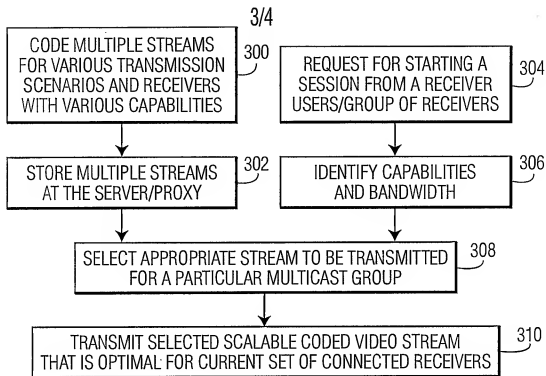 3/4
CODE MULTIPLE STREAMS
FOR VARIOUS TRANSMISSION
SCENARIOS AND RECEIVERS
WITH VARIOUS CAPABILITIES
300
REQUEST FOR STARTING A
SESSION FROM A RECEIVER
USERS/GROUP OF RECEIVERS
304
STORE MULTIPLE STREAMS
AT THE SERVER/PROXY
302
IDENTIFY CAPABILITIES
AND BANDWIDTH
306
SELECT APPROPRIATE STREAM TO BE TRANSMITTED
FOR A PARTICULAR MULTICAST GROUP
308
TRANSMIT SELECTED SCALABLE CODED VIDEO STREAM
THAT IS OPTIMAL FOR CURRENT SET OF CONNECTED RECEIVERS
310